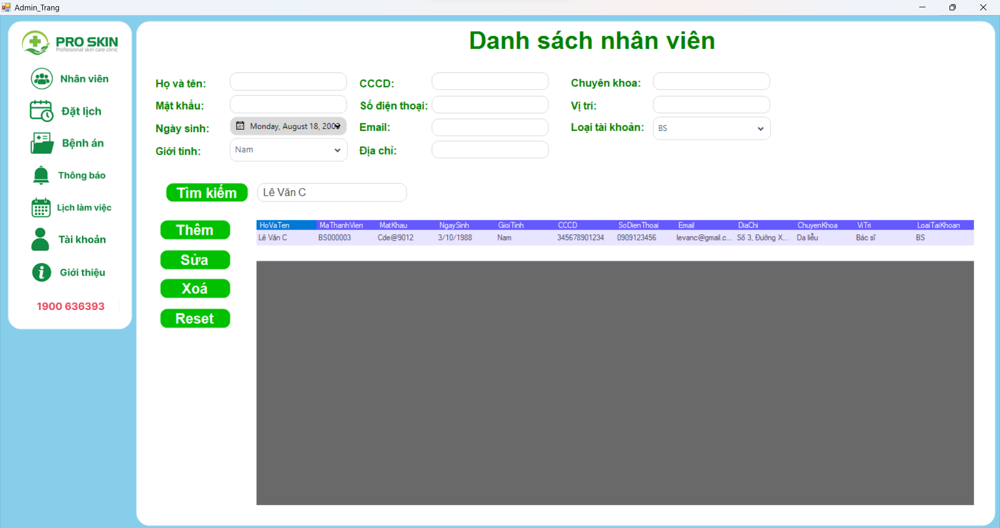 Admin_Trang
PRO SKIN
Professional skin care clinic
Nhân viên
Đặt lịch
Bệnh án
Thông báo
Lịch làm việc
Tài khoản
Giới thiệu
1900 636393
Danh sách nhân viên
Họ và tên:
CCCD:
Chuyên khoa:
Mật khẩu:
Số điện thoại:
Vị trí:
Ngày sinh: Monday, August 18, 2003
Email:
Loại tài khoản: BS
Giới tính: Nam
Địa chỉ:
Tìm kiếm Lê Văn C
Thêm
Sửa
Xoá
Reset
HoVaTen MaThanhVien MatKhau NgaySinh GioiTinh CCCD SoDienThoai Email DiaChi ChuyenKhoa ViTri LoaiTaiKhoan
Lê Văn C BS000003 Cde@9012 3/10/1988 Nam 345678901234 0909123456 levanc@gmail.c... Số 3, Đường X... Da liễu Bác sĩ BS